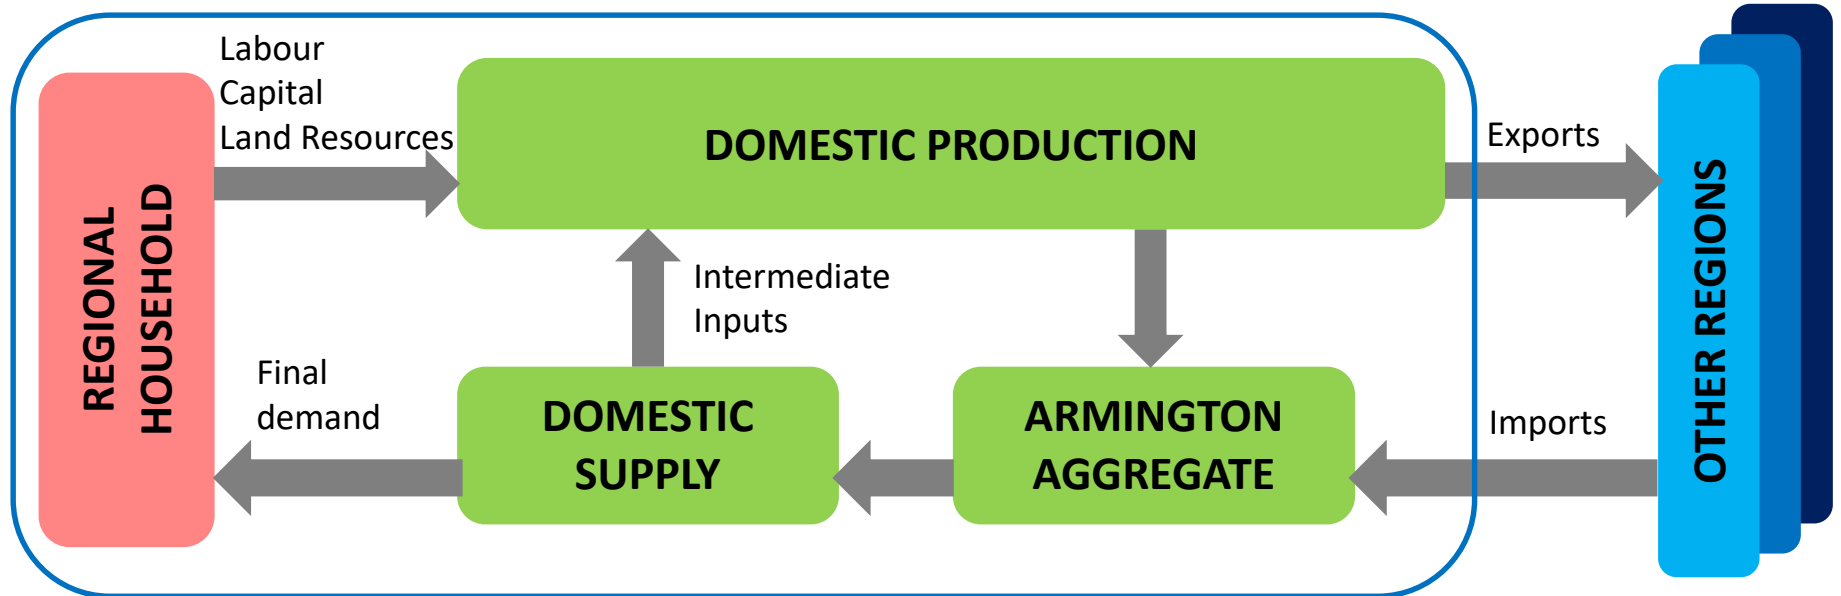 Labour
Capital
Land Resources
REGIONAL
HOUSEHOLD
DOMESTIC PRODUCTION
Exports
OTHER REGIONS
Intermediate
Inputs
Final
demand
DOMESTIC
SUPPLY
ARMINGTON
AGGREGATE
Imports